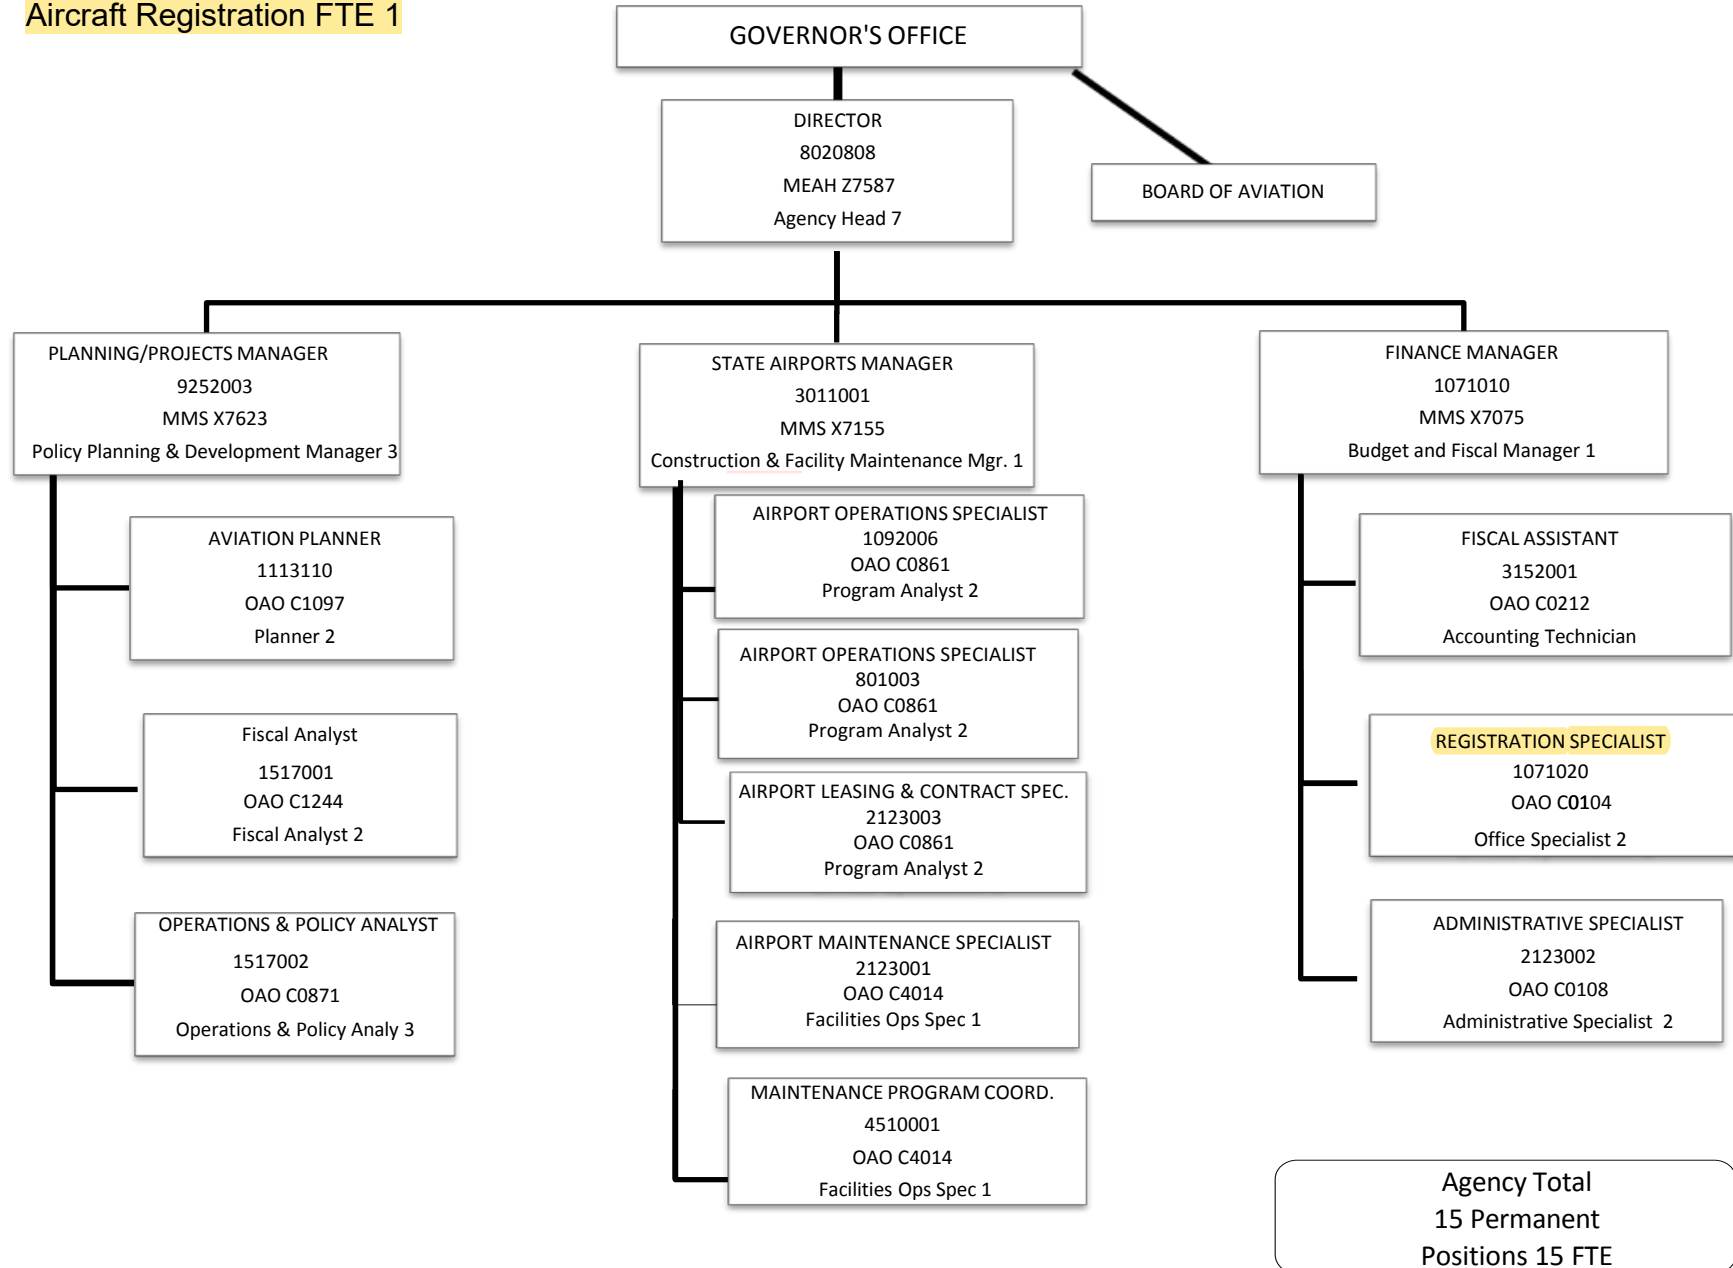 Aircraft Registration FTE 1
GOVERNOR'S OFFICE
DIRECTOR
8020808
MEAH Z7587
Agency Head 7
BOARD OF AVIATION
PLANNING/PROJECTS MANAGER
9252003
MMS X7623
Policy Planning & Development Manager 3
STATE AIRPORTS MANAGER
3011001
MMS X7155
Construction & Facility Maintenance Mgr. 1
FINANCE MANAGER
1071010
MMS X7075
Budget and Fiscal Manager 1
AVIATION PLANNER
1113110
OAO C1097
Planner 2
Fiscal Analyst
1517001
OAO C1244
Fiscal Analyst 2
OPERATIONS & POLICY ANALYST
1517002
OAO C0871
Operations & Policy Analy 3
AIRPORT OPERATIONS SPECIALIST
1092006
OAO C0861
Program Analyst 2
AIRPORT OPERATIONS SPECIALIST
801003
OAO C0861
Program Analyst 2
AIRPORT LEASING & CONTRACT SPEC.
2123003
OAO C0861
Program Analyst 2
AIRPORT MAINTENANCE SPECIALIST
2123001
OAO C4014
Facilities Ops Spec 1
MAINTENANCE PROGRAM COORD.
4510001
OAO C4014
Facilities Ops Spec 1
FISCAL ASSISTANT
3152001
OAO C0212
Accounting Technician
REGISTRATION SPECIALIST
1071020
OAO C0104
Office Specialist 2
ADMINISTRATIVE SPECIALIST
2123002
OAO C0108
Administrative Specialist 2
Agency Total
15 Permanent
Positions 15 FTE